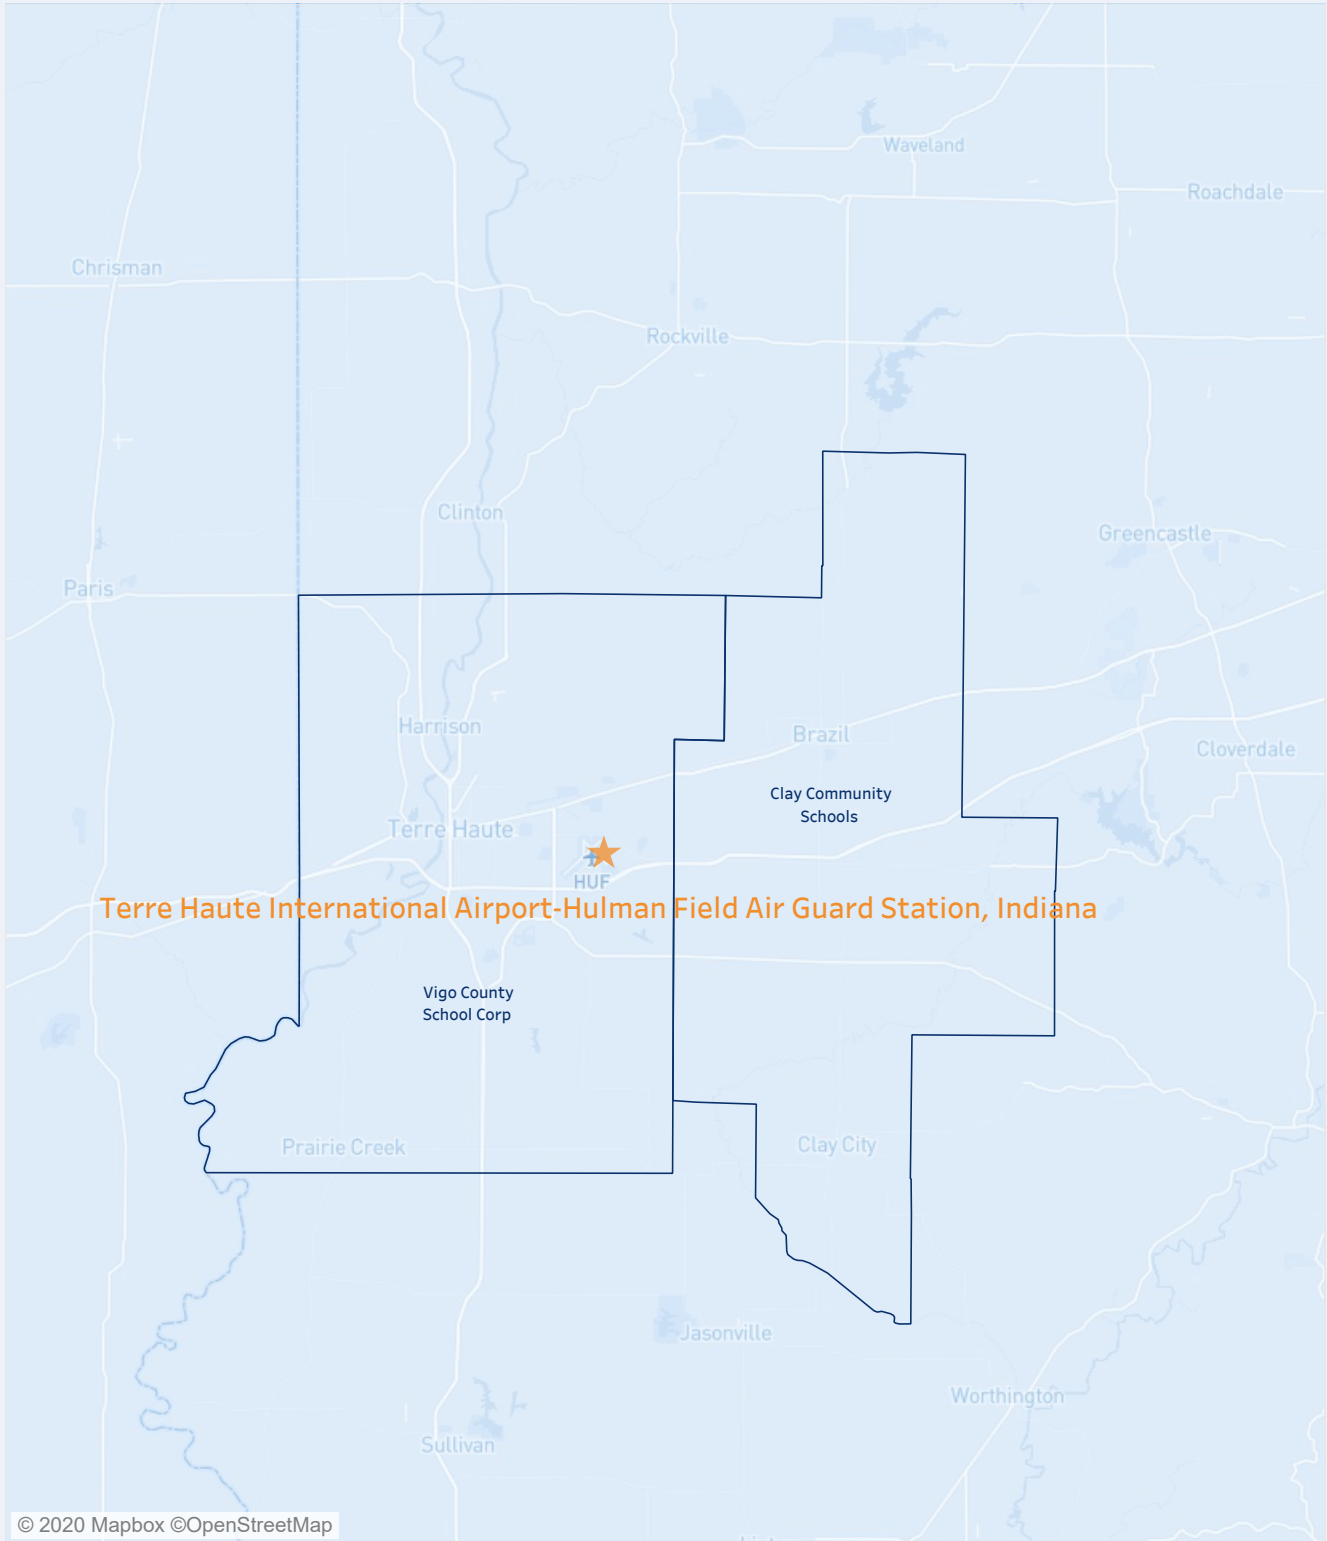 Waveland
Roachdale
Chrisman
Rockville
Clinton
Greencastle
Paris
Harrison
Brazil
Cloverdale
Clay Community
Schools
Terre Haute
HUF
Terre Haute International Airport-Hulman Field Air Guard Station, Indiana
Vigo County
School Corp
Prairie Creek
Clay City
Jasonville
Worthington
Sullivan
© 2020 Mapbox ©OpenStreetMap